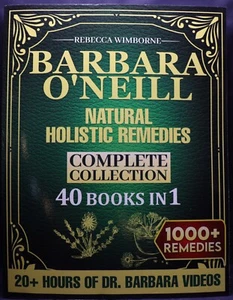 REBECCA WIMBORNE
BARBARA
O'NEILL
NATURAL
HOLISTIC REMEDIES
COMPLETE
COLLECTION
40 BOOKS IN 1
1000+
REMEDIES
20+ HOURS OF DR. BARBARA VIDEOS